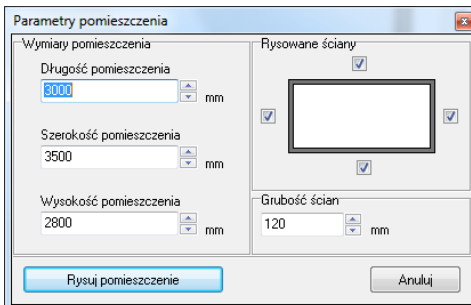 Parametry pomieszczenia
Wymiary pomieszczenia
Długość pomieszczenia
3000
mm
Szerokość pomieszczenia
3500
mm
Wysokość pomieszczenia
2800
mm
Rysowane ściany
Grubość ścian
120
mm
Rysuj pomieszczenie
Anuluj